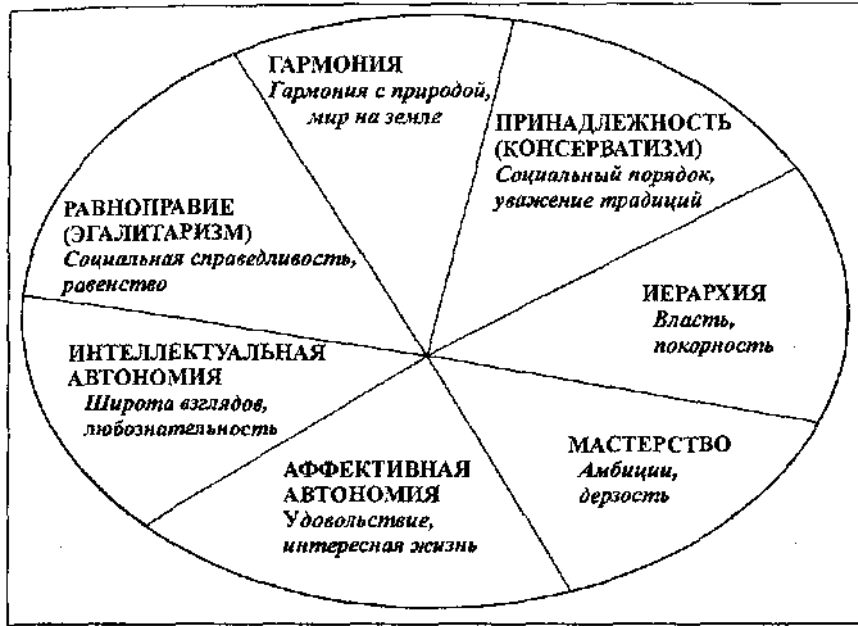 ГАРМОНИЯ
Гармония с природой,
мир на земле
ПРИНАДЛЕЖНОСТЬ
(КОНСЕРВАТИЗМ)
Социальный порядок,
уважение традиций
РАВНОПРАВИЕ
(ЭГАЛИТАРИЗМ)
Социальная справедливость,
равенство
ИЕРАРХИЯ
Власть,
покорность
ИНТЕЛЛЕКТУАЛЬНАЯ
АВТОНОМИЯ
Широта взглядов,
любознательность
МАСТЕРСТВО
Амбиции,
дерзость
АФФЕКТИВНАЯ
АВТОНОМИЯ
Удовольствие,
интересная жизнь